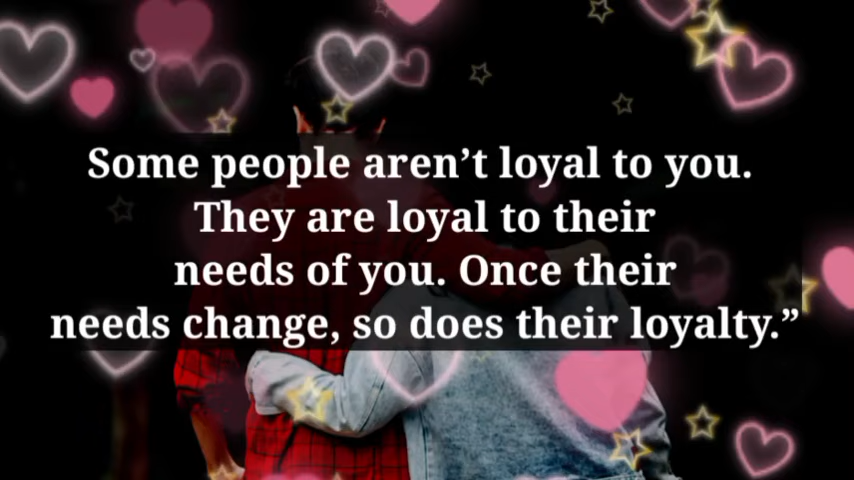 Some people aren’t loyal to you.
They are loyal to their
needs of you. Once their
needs change, so does their loyalty.”